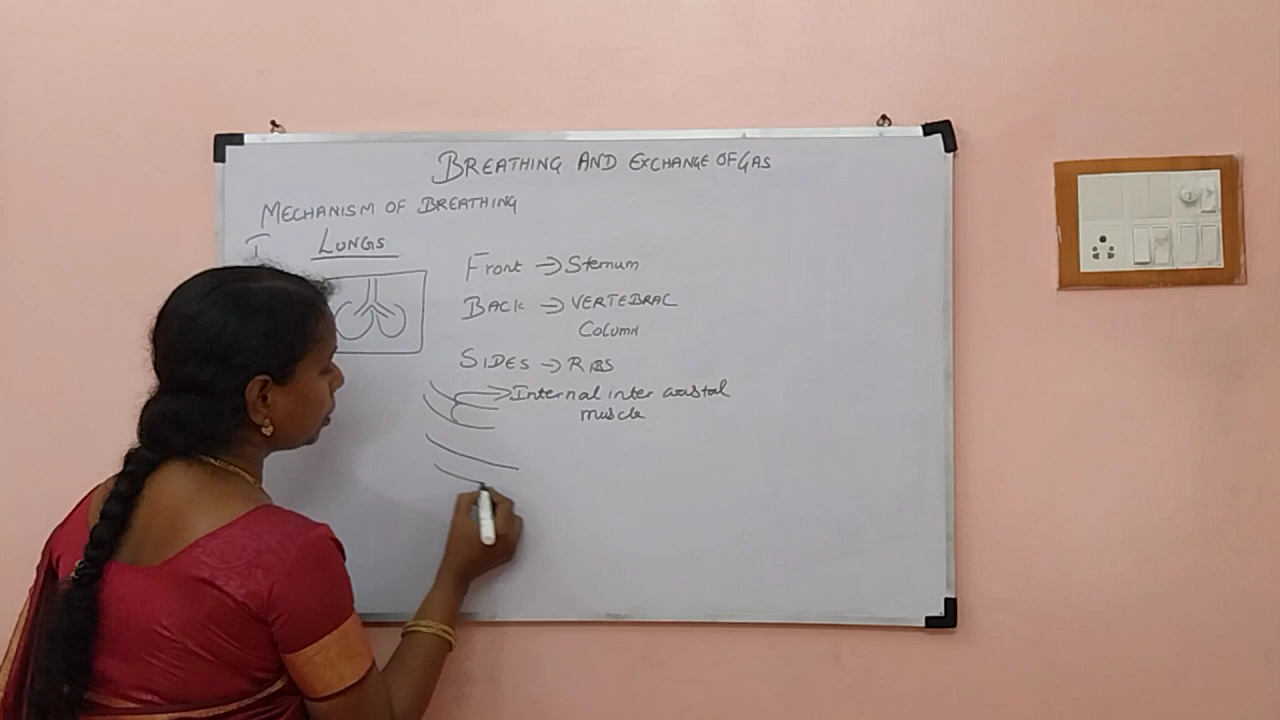 BREATHING AND EXCHANGE OF GAS
MECHANISM OF BREATHING
I
LUNGS
Front → Sternum
BACK → VERTEBRAL
COLUMN
SIDES → RIBS
Internal inter
muscle